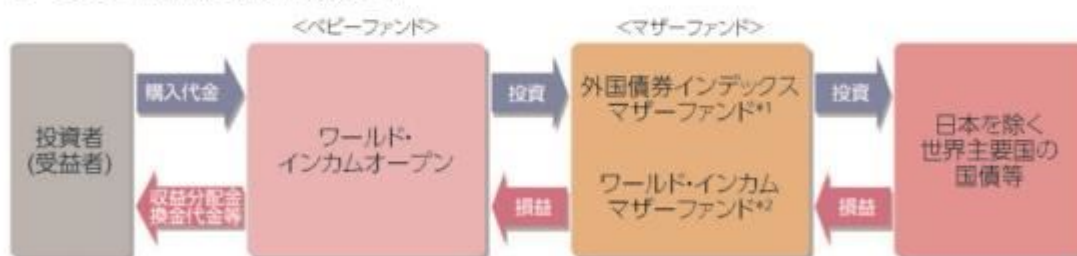 <ベビーファンド>
<マザーファンド>
投資者
(受益者)
購入代金
収益分配金
換金代金等
ワールド・
インカムオープン
投資
損益
外国債券インデックス
マザーファンド*1
ワールド・インカム
マザーファンド*2
投資
損益
日本を除く
世界主要国の
国債等